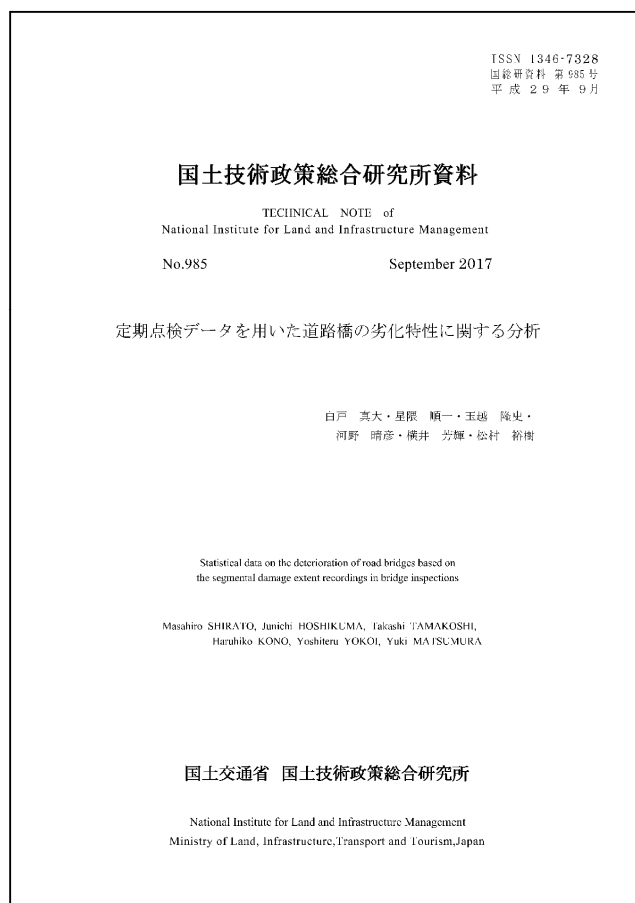 ISSN 1346-7328
国総研資料 第985号
平成29年9月
国土技術政策総合研究所資料
TECHNICAL NOTE of
National Institute for Land and Infrastructure Management
No.985 September 2017
定期点検データを用いた道路橋の劣化特性に関する分析
白戸 真大・星隈 順一・玉越 隆史・
河野 晴彦・横井 芳輝・松村 裕樹
Statistical data on the deterioration of road bridges based on
the segmental damage extent recordings in bridge inspections
Masahiro SHIRATO, Junichi HOSHIKUMA, Takashi TAMAKOSHI,
Haruhiko KONO, Yoshiteru YOKOI, Yuki MATSUMURA
国土交通省 国土技術政策総合研究所
National Institute for Land and Infrastructure Management
Ministry of Land, Infrastructure,Transport and Tourism,Japan